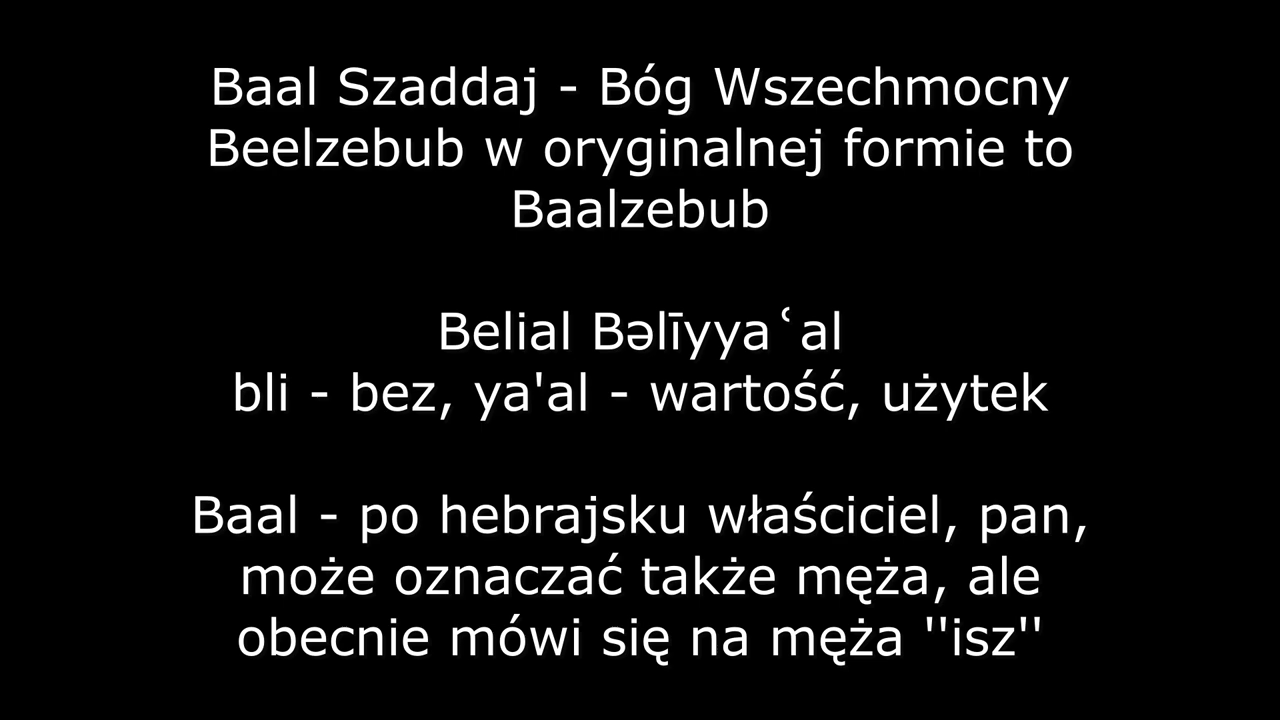 Baal Szaddaj - Bóg Wszechmocny
Beelzebub w oryginalnej formie to
Baalzebub
Belial Bəlīyyaʿal
bli - bez, ya'al - wartość, użytek
Baal - po hebrajsku właściciel, pan,
może oznaczać także męża, ale
obecnie mówi się na męża ''isz''